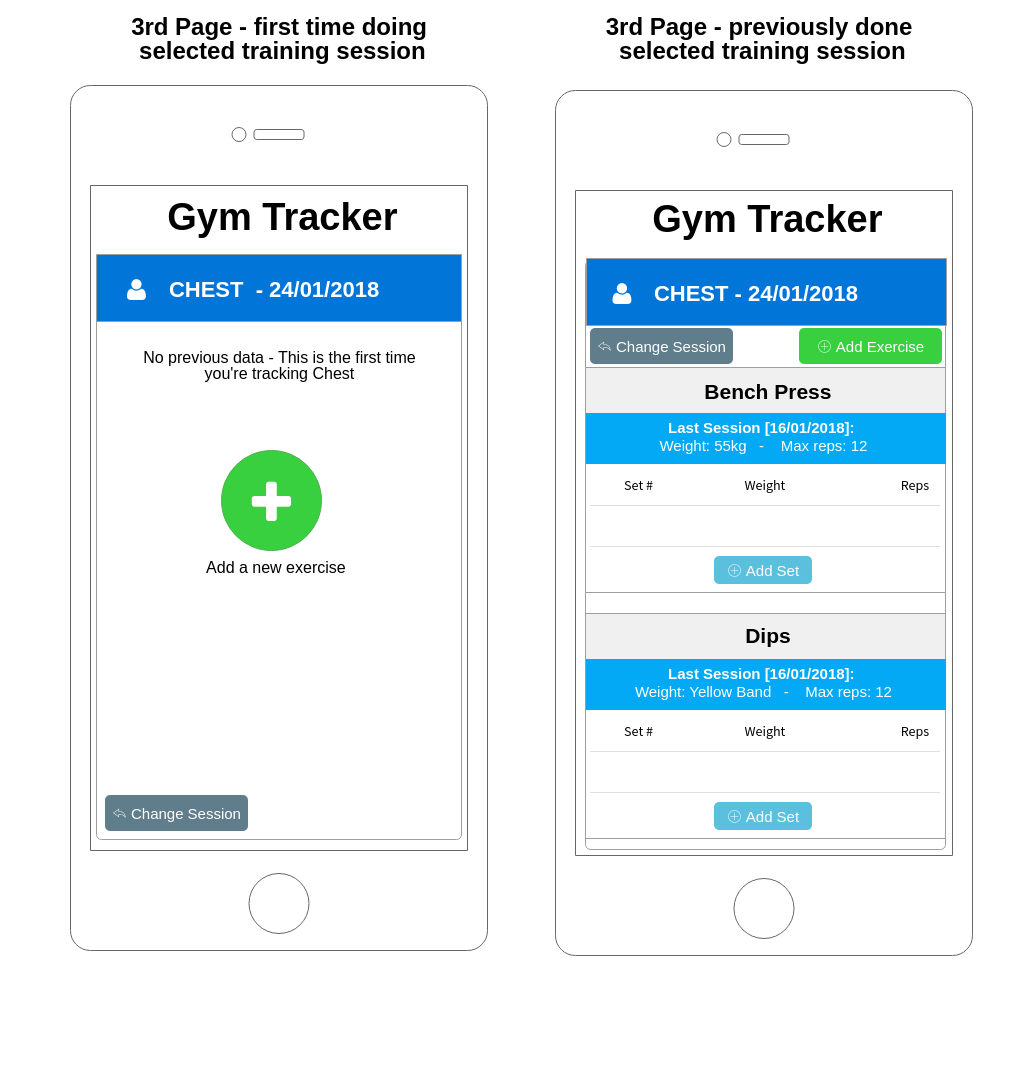 3rd Page - first time doing
selected training session
Gym Tracker
CHEST - 24/01/2018
No previous data - This is the first time
you're tracking Chest
Add a new exercise
Change Session
3rd Page - previously done
selected training session
Gym Tracker
CHEST - 24/01/2018
Change Session Add Exercise
Bench Press
Last Session [16/01/2018]:
Weight: 55kg - Max reps: 12
Set # Weight Reps
Add Set
Dips
Last Session [16/01/2018]:
Weight: Yellow Band - Max reps: 12
Set # Weight Reps
Add Set